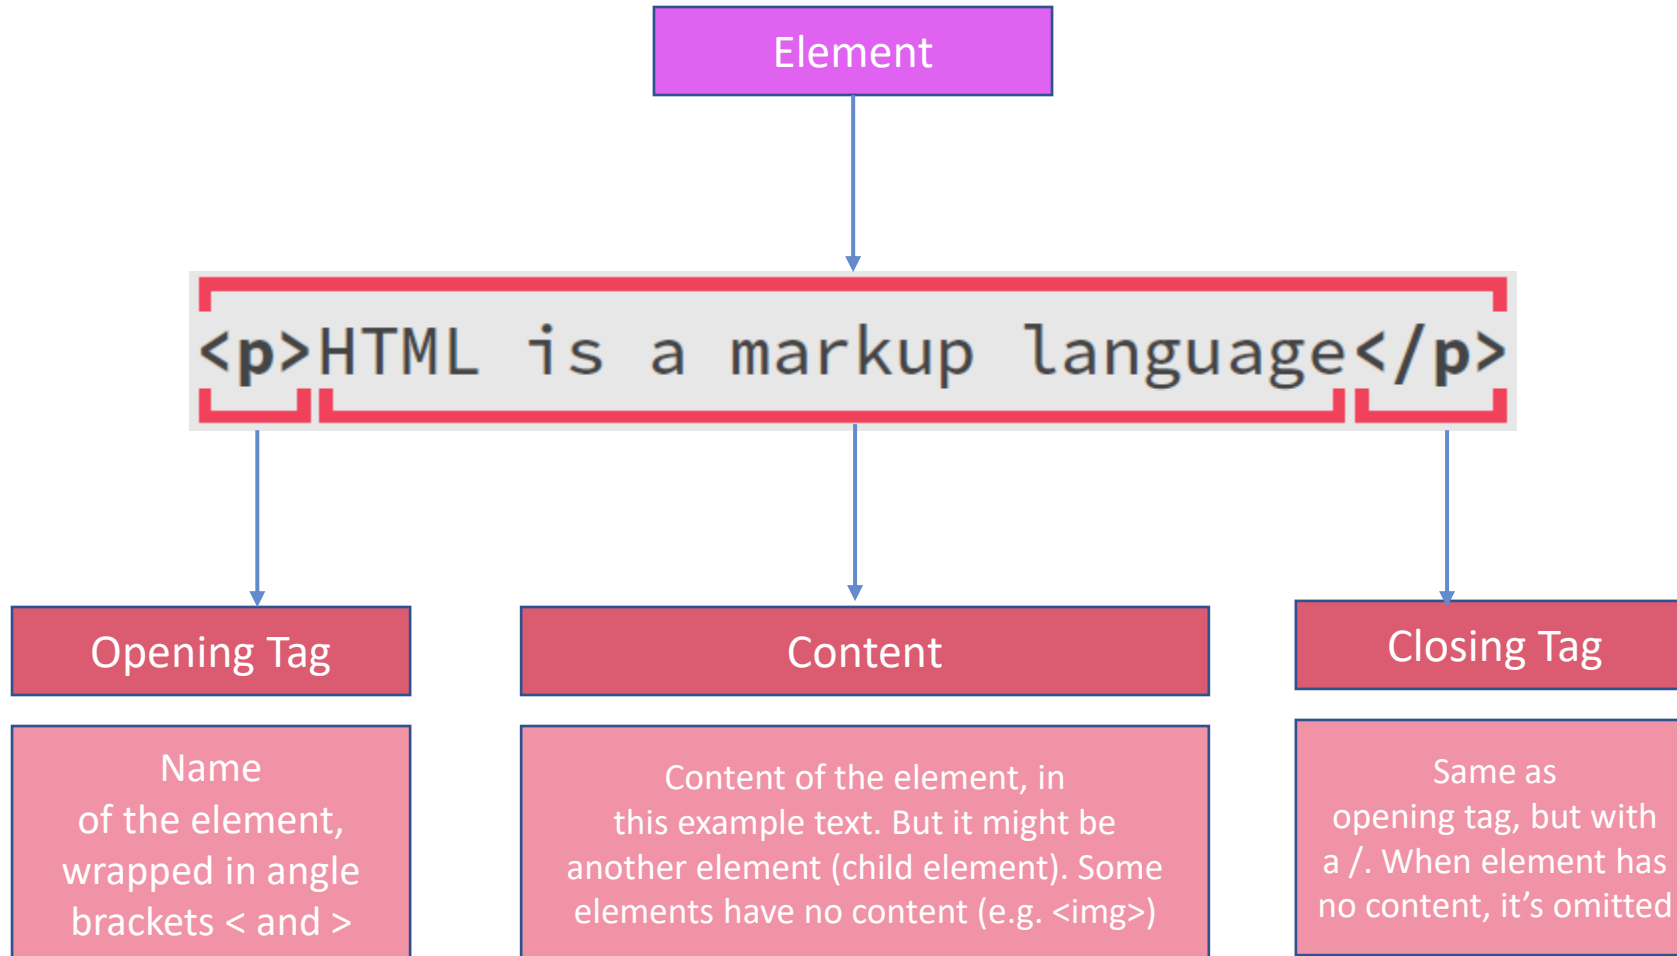 Element
<p>HTML is a markup language</p>
Opening Tag
Content
Closing Tag
Name
of the element,
wrapped in angle
brackets < and >
Content of the element, in
this example text. But it might be
another element (child element). Some
elements have no content (e.g. <img>)
Same as
opening tag, but with
a /. When element has
no content, it’s omitted